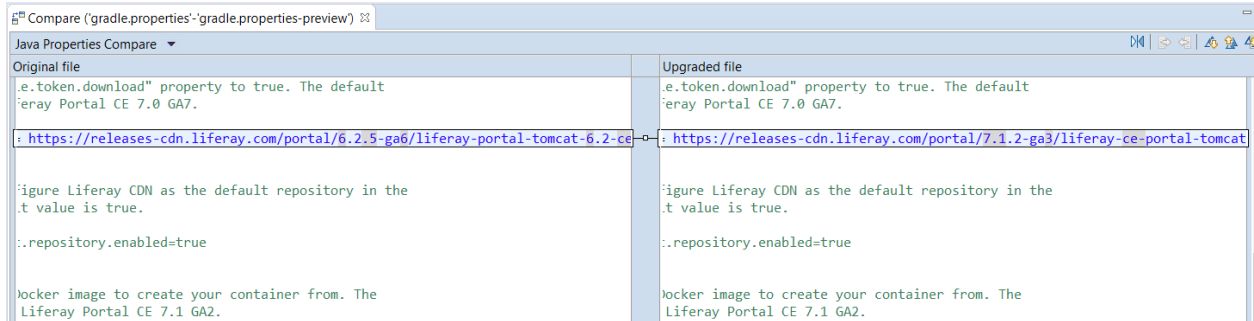 Compare ('gradle.properties'-'gradle.properties-preview')
Java Properties Compare
Original file
e.token.download" property to true. The default
eray Portal CE 7.0 GA7.
= https://releases-cdn.liferay.com/portal/6.2.5-ga6/liferay-portal-tomcat-6.2-ce
igure Liferay CDN as the default repository in the
t value is true.
.repository.enabled=true
Docker image to create your container from. The
Liferay Portal CE 7.1 GA2.
Upgraded file
e.token.download" property to true. The default
eray Portal CE 7.0 GA7.
= https://releases-cdn.liferay.com/portal/7.1.2-ga3/liferay-ce-portal-tomcat
igure Liferay CDN as the default repository in the
t value is true.
.repository.enabled=true
Docker image to create your container from. The
Liferay Portal CE 7.1 GA2.